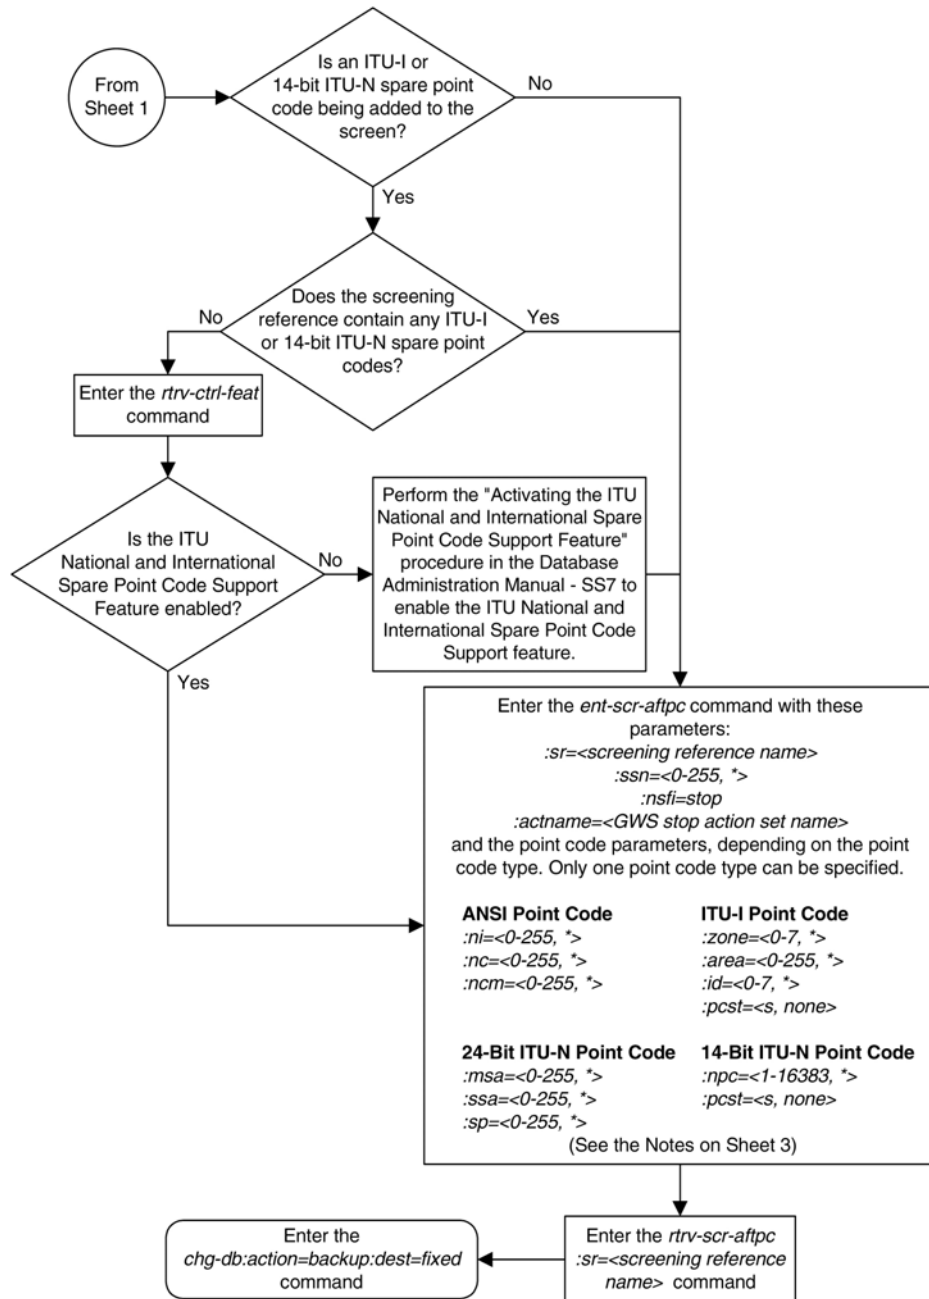 From
Sheet 1
Is an ITU-I or
14-bit ITU-N spare point
code being added to the
screen?
No
Yes
Does the screening
reference contain any ITU-I
or 14-bit ITU-N spare point
codes?
No
Yes
Enter the rtrv-ctrl-feat
command
Is the ITU
National and International
Spare Point Code Support
Feature enabled?
No
Yes
Perform the "Activating the ITU
National and International Spare
Point Code Support Feature"
procedure in the Database
Administration Manual - SS7 to
enable the ITU National and
International Spare Point Code
Support feature.
Enter the ent-scr-aftpc command with these
parameters:
:sr=<screening reference name>
:ssn=<0-255, *>
:nsfi=stop
:actname=<GWS stop action set name>
and the point code parameters, depending on the point
code type. Only one point code type can be specified.
ANSI Point Code
:ni=<0-255, *>
:nc=<0-255, *>
:ncm=<0-255, *>
ITU-I Point Code
:zone=<0-7, *>
:area=<0-255, *>
:id=<0-7, *>
:pcst=<s, none>
24-Bit ITU-N Point Code
:msa=<0-255, *>
:ssa=<0-255, *>
:sp=<0-255, *>
14-Bit ITU-N Point Code
:npc=<1-16383, *>
:pcst=<s, none>
(See the Notes on Sheet 3)
Enter the rtrv-scr-aftpc
:sr=<screening reference
name> command
Enter the
chg-db:action=backup:dest=fixed
command